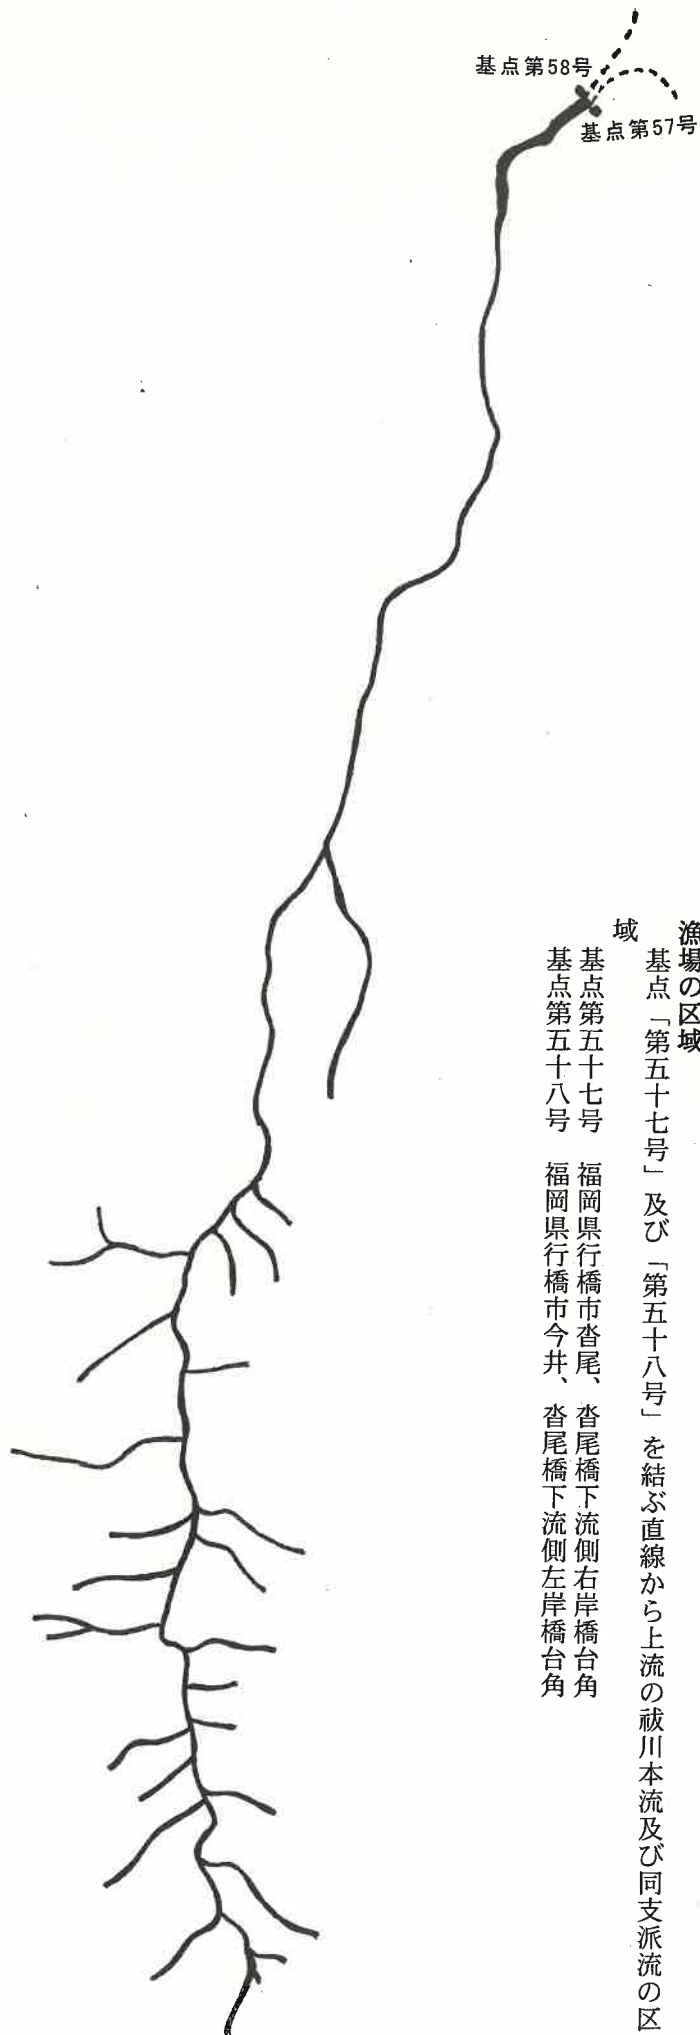 基点第58号
基点第57号
漁場の区域
基点「第五十七号」及び「第五十八号」を結ぶ直線から上流の祓川本流及び同支派流の区
域
基点第五十七号 福岡県行橋市沓尾、沓尾橋下流側右岸橋台角
基点第五十八号 福岡県行橋市今井、沓尾橋下流側左岸橋台角